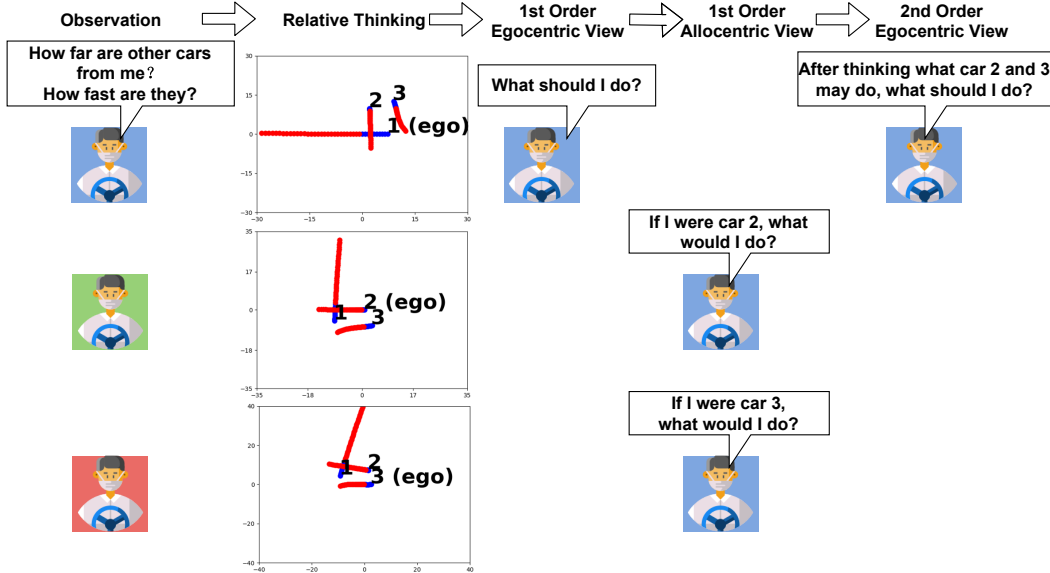 Observation
Relative Thinking
1st Order
Egocentric View
1st Order
Allocentric View
2nd Order
Egocentric View
How far are other cars
from me?
How fast are they?
What should I do?
After thinking what car 2 and 3
may do, what should I do?
30
15
0
−15
−30
−30
−15
0
15
30
2
3
1 (ego)
If I were car 2, what
would I do?
35
17
0
−18
−35
−35
−18
0
17
35
1
2 (ego)
3
If I were car 3,
what would I do?
40
20
0
−20
−40
−40
−20
0
20
40
1
2
3 (ego)